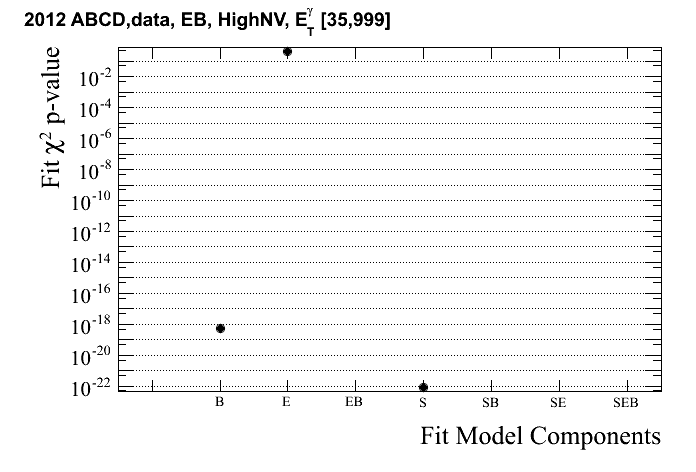 2012 ABCD,data, EB, HighNV, E_T^γ [35,999]
Fit χ² p-value
10⁻²
10⁻⁴
10⁻⁶
10⁻⁸
10⁻¹⁰
10⁻¹²
10⁻¹⁴
10⁻¹⁶
10⁻¹⁸
10⁻²⁰
10⁻²²
B E EB S SB SE SEB
Fit Model Components